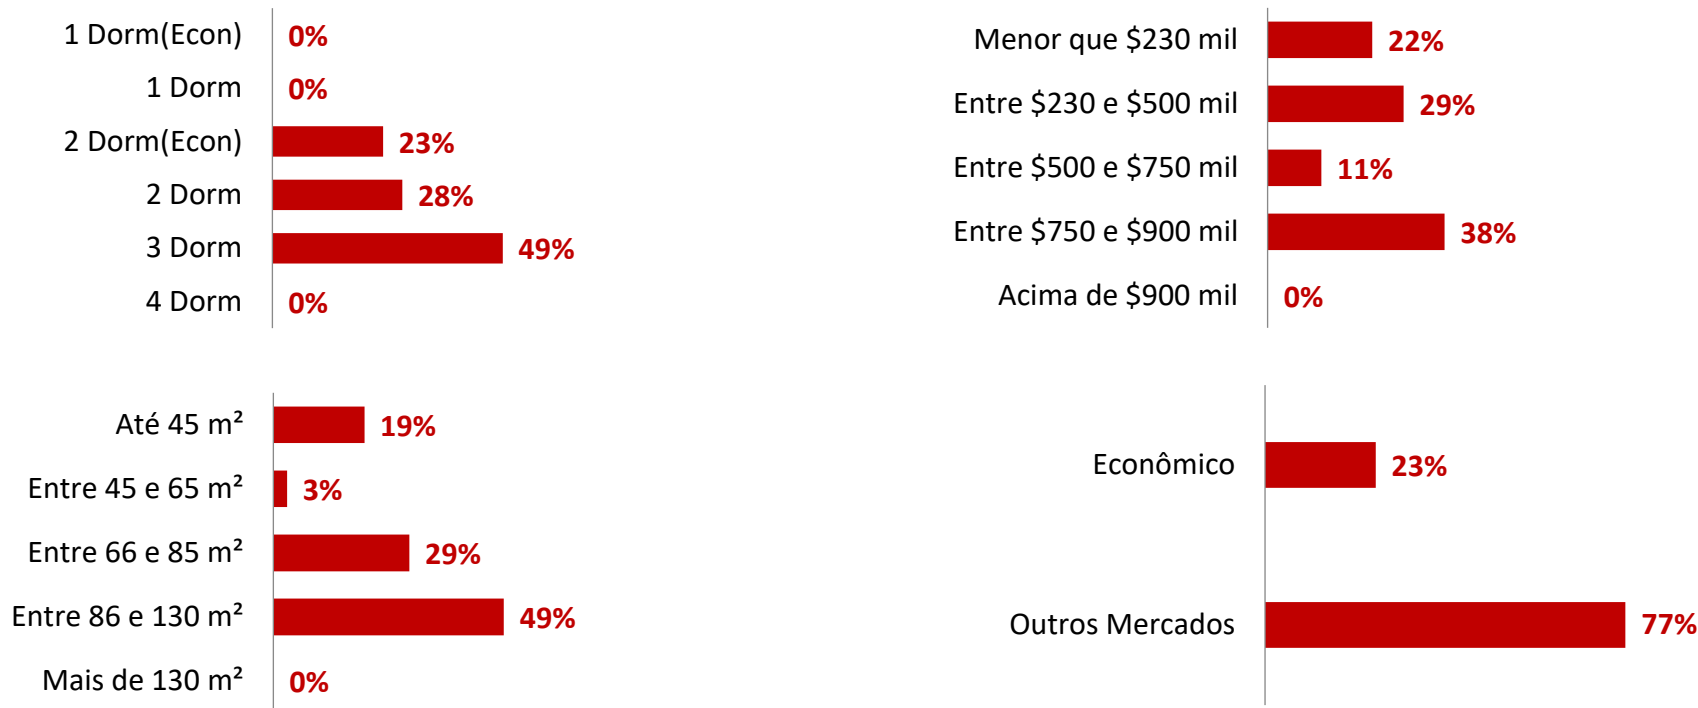 1 Dorm(Econ) 0%
1 Dorm 0%
2 Dorm(Econ) 23%
2 Dorm 28%
3 Dorm 49%
4 Dorm 0%
Menor que $230 mil 22%
Entre $230 e $500 mil 29%
Entre $500 e $750 mil 11%
Entre $750 e $900 mil 38%
Acima de $900 mil 0%
Até 45 m² 19%
Entre 45 e 65 m² 3%
Entre 66 e 85 m² 29%
Entre 86 e 130 m² 49%
Mais de 130 m² 0%
Econômico 23%
Outros Mercados 77%